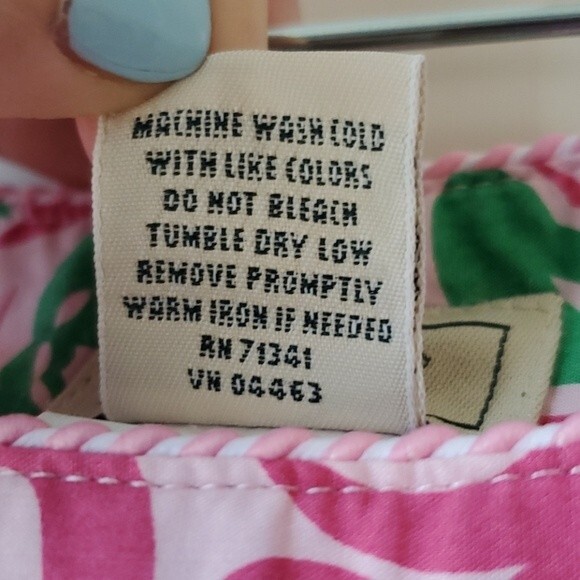 MACHINE WASH COLD
WITH LIKE COLORS
DO NOT BLEACH
TUMBLE DRY LOW
REMOVE PROMPTLY
WARM IRON IF NEEDED
RN 71341
VN 04463